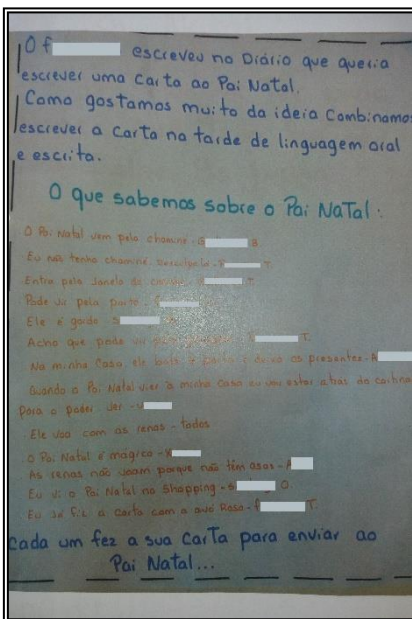 O f escreveu no Diário que queria
escrever uma carta ao Pai Natal.
Como gostamos muito da ideia combinamos
escrever a carta na tarde de linguagem oral
e escrita.
O que sabemos sobre o Pai NaTal:
O Pai Natal vem pela chaminé - G B.
Eu não tenho chaminé. T.
Entra pela Janela do T.
Pode ir pela porta -
Ele é gordo S
Acho que pode vir T.
Na minha Casa ele bate à porta e deixa os presentes - A
Quando o Pai Natal vier à minha Casa eu vou estar atrás da cortina
para o poder ver -
Ele voa com as renas - todos
O Pai Natal é mágico -
As renas não voam porque não têm asas - A
Eu vi o Pai Natal no Shopping - S O.
Eu já fiz a carta com a avó Rosa - f T.
Cada um fez a sua CarTa para enviar ao
Pai Natal...